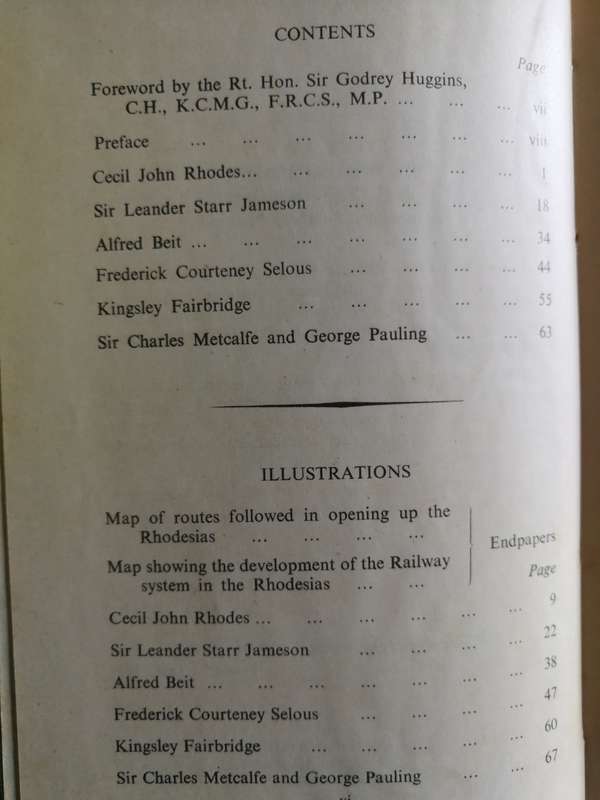 CONTENTS
Page
Foreword by the Rt. Hon. Sir Godrey Huggins,
C.H., K.C.M.G., F.R.C.S., M.P. ... ... ... vii
Preface ... ... ... ... ... ... ... viii
Cecil John Rhodes... ... ... ... ... ... 1
Sir Leander Starr Jameson ... ... ... ... 18
Alfred Beit ... ... ... ... ... ... ... 34
Frederick Courteney Selous ... ... ... ... 44
Kingsley Fairbridge ... ... ... ... ... 55
Sir Charles Metcalfe and George Pauling ... ... 63
ILLUSTRATIONS
Map of routes followed in opening up the
Rhodesias ... ... ... ...
Endpapers
Map showing the development of the Railway
system in the Rhodesias ... ...
Page
Cecil John Rhodes ... ... ... ... ... ... 9
Sir Leander Starr Jameson ... ... ... ... 22
Alfred Beit ... ... ... ... ... ... ... 38
Frederick Courteney Selous ... ... ... ... 47
Kingsley Fairbridge ... ... ... ... ... 60
Sir Charles Metcalfe and George Pauling ... ... 67
vi